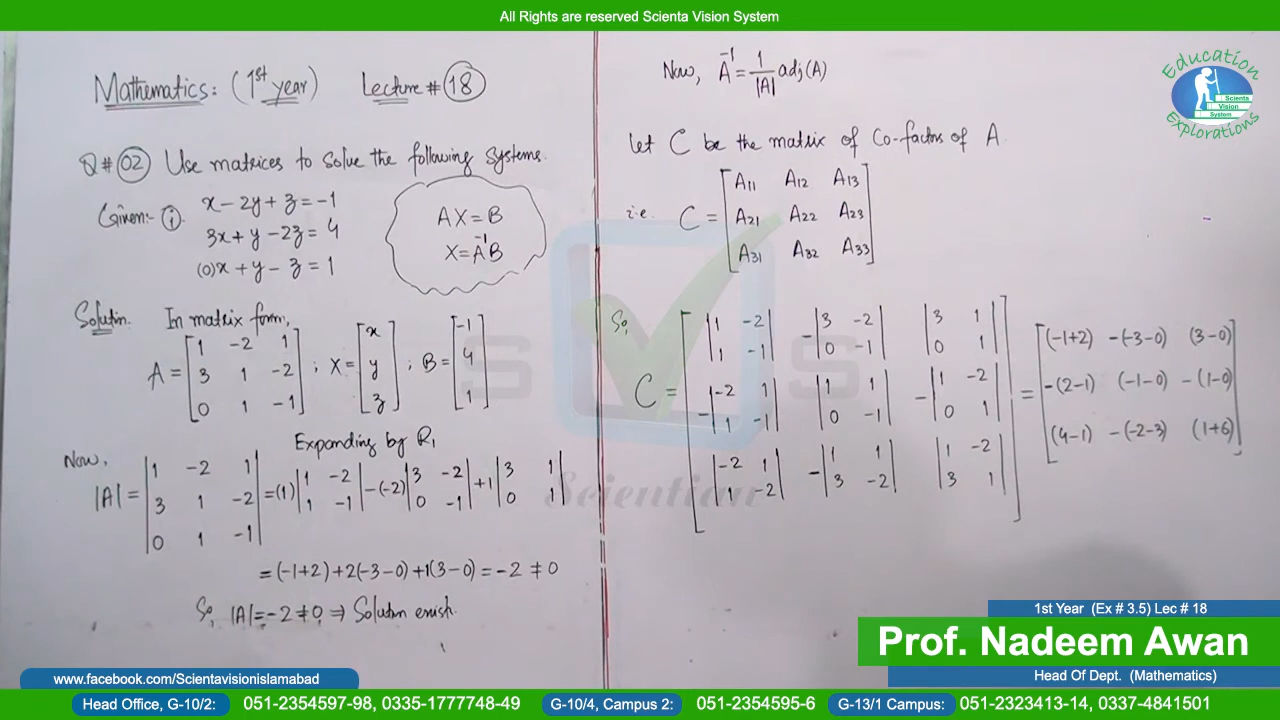 All Rights are reserved Scienta Vision System
Mathematics: (1st year) Lecture # 18
Q # 02 Use matrices to solve the following systems.
Given:- (i) x - 2y + z = -1
3x + y - 2z = 4
(0)x + y - z = 1
AX = B
X = A⁻¹B
Solution. In matrix form,
A = [1 -2 1; 3 1 -2; 0 1 -1] ; X = [x; y; z] ; B = [-1; 4; 1]
Expanding by R₁
Now,
|A| = |1 -2 1; 3 1 -2; 0 1 -1| = (1)|1 -2; 1 -1| - (-2)|3 -2; 0 -1| + 1|3 1; 0 1|
= (-1+2) + 2(-3-0) + 1(3-0) = -2 ≠ 0
So, |A| = -2 ≠ 0 ⇒ Solution exist.
Now, A⁻¹ = 1/|A| adj(A)
Let C be the matrix of Co-factors of A.
i.e. C = [A11 A12 A13; A21 A22 A23; A31 A32 A33]
So,
C = [|1 -2; 1 -1| -|3 -2; 0 -1| |3 1; 0 1|; -|-2 1; 1 -1| |1 1; 0 -1| -|1 -2; 0 1|; |-2 1; 1 -2| -|1 1; 3 -2| |1 -2; 3 1|] = [(-1+2) -(-3-0) (3-0); -(2-1) (-1-0) -(1-0); (4-1) -(-2-3) (1+6)]
Education
Scienta
Vision
System
Explorations
SVS
Scientian
1st Year (Ex # 3.5) Lec # 18
Prof. Nadeem Awan
Head Of Dept. (Mathematics)
www.facebook.com/Scientavisionislamabad
Head Office, G-10/2: 051-2354597-98, 0335-1777748-49 G-10/4, Campus 2: 051-2354595-6 G-13/1 Campus: 051-2323413-14, 0337-4841501